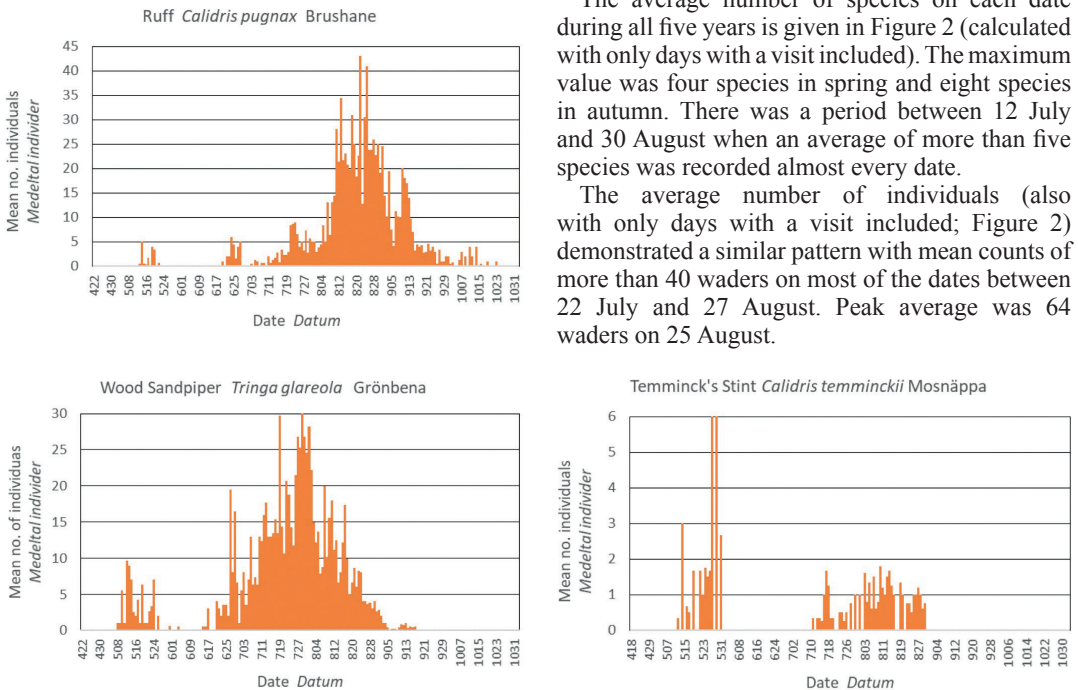 Ruff Calidris pugnax Brushane
45
40
35
30
25
20
15
10
5
0
Mean no. individuals
Medeltal individer
422 430 508 516 524 601 609 617 625 703 711 719 727 804 812 820 828 905 913 921 929 1007 1015 1023 1031
Date Datum
The average number of species on each date
during all five years is given in Figure 2 (calculated
with only days with a visit included). The maximum
value was four species in spring and eight species
in autumn. There was a period between 12 July
and 30 August when an average of more than five
species was recorded almost every date.
The average number of individuals (also
with only days with a visit included; Figure 2)
demonstrated a similar pattern with mean counts of
more than 40 waders on most of the dates between
22 July and 27 August. Peak average was 64
waders on 25 August.
Wood Sandpiper Tringa glareola Grönbena
30
25
20
15
10
5
0
Mean no. of individuas
Medeltal individer
422 430 508 516 524 601 609 617 625 703 711 719 727 804 812 820 828 905 913 921 929 1007 1015 1023 1031
Date Datum
Temminck's Stint Calidris temminckii Mosnäppa
6
5
4
3
2
1
0
Mean no. individuals
Medeltal individer
418 429 507 515 523 531 608 616 624 702 710 718 726 803 811 819 827 904 912 920 928 1006 1014 1022 1030
Date Datum